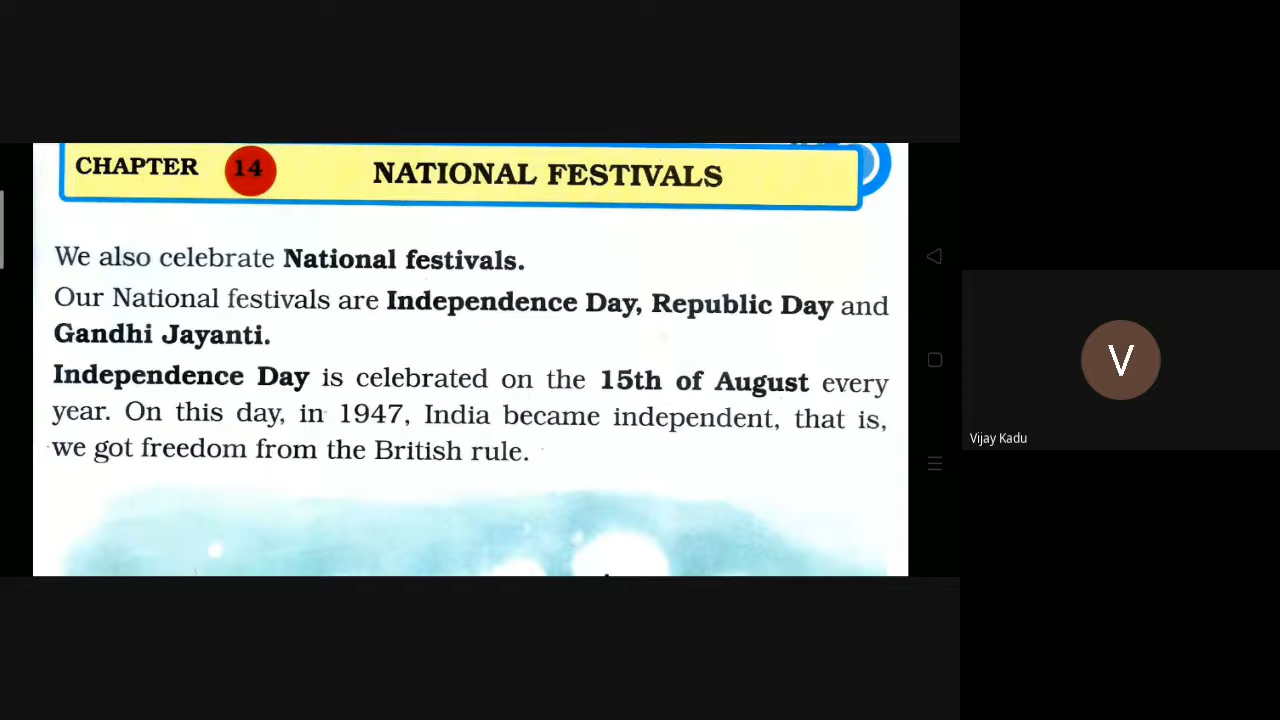 CHAPTER 14 NATIONAL FESTIVALS
We also celebrate National festivals.
Our National festivals are Independence Day, Republic Day and
Gandhi Jayanti.
Independence Day is celebrated on the 15th of August every
year. On this day, in 1947, India became independent, that is,
we got freedom from the British rule.
V
Vijay Kadu